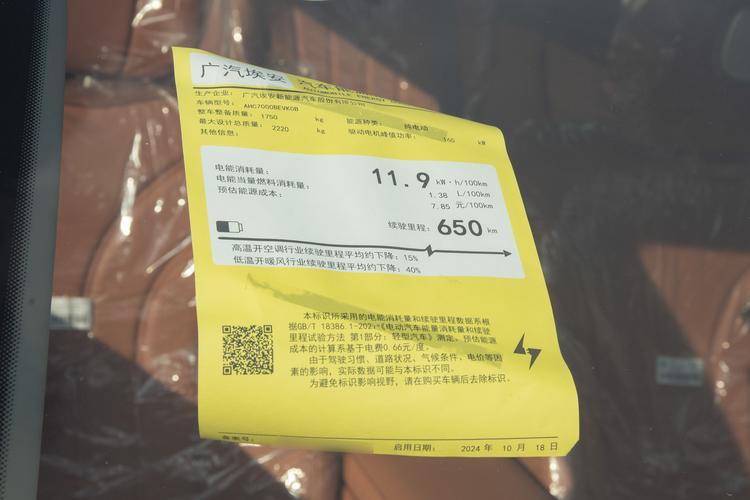 广汽埃安 汽车
生产企业: 广汽埃安新能源汽车股份有限公司
车辆型号: AHC7000BEVK0B 能源种类: 纯电动
整车整备质量: 1750 kg 驱动电机峰值功率: 165 kW
最大设计总质量: 2220 kg
其他信息:
电能消耗量: 11.9 kW·h/100km
电能当量燃料消耗量: 1.38 L/100km
预估能源成本: 7.85 元/100km
续驶里程: 650 km
高温开空调行业续驶里程平均约下降: 15%
低温开暖风行业续驶里程平均约下降: 40%
本标识所采用的电能消耗量和续驶里程数据系根
据GB/T 18386.1-2021《电动汽车能量消耗量和续驶
里程试验方法 第1部分: 轻型汽车》测定。预估能源
成本的计算系基于电费0.66元/度。
由于驾驶习惯、道路状况、气候条件、电价等因
素的影响, 实际数据可能与本标识不同。
为避免标识影响视野, 请在购买车辆后去除标识。
备案号:
启用日期: 2024 年 10 月 18 日